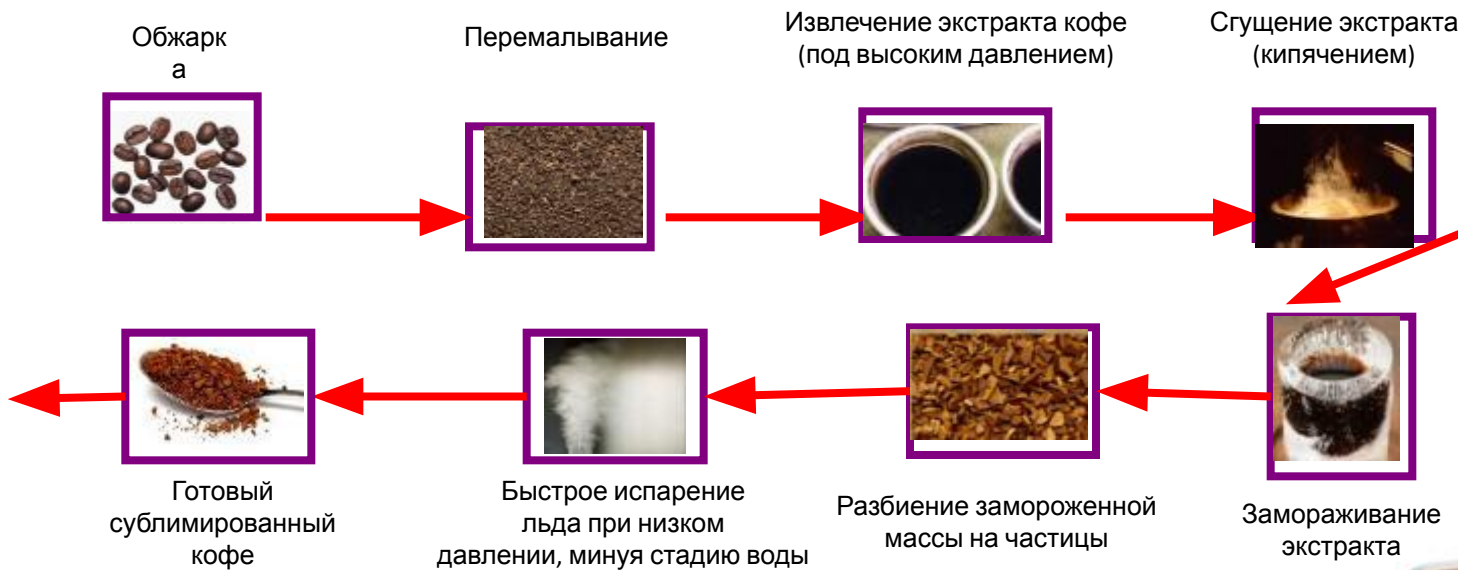 Обжарк
а
Перемалывание
Извлечение экстракта кофе
(под высоким давлением)
Сгущение экстракта
(кипячением)
Готовый
сублимированный
кофе
Быстрое испарение
льда при низком
давлении, минуя стадию воды
Разбиение замороженной
массы на частицы
Замораживание
экстракта